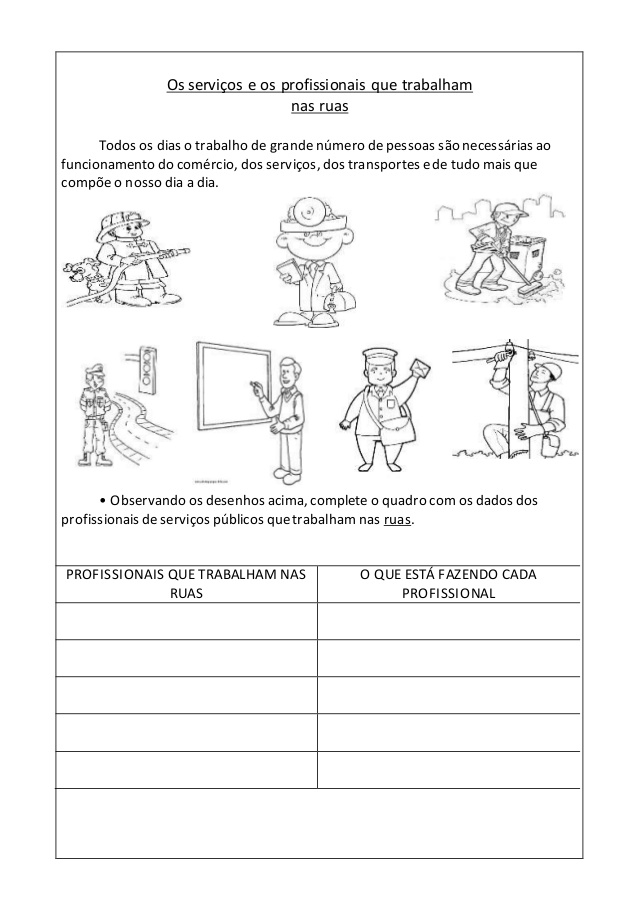 Os serviços e os profissionais que trabalham
nas ruas
Todos os dias o trabalho de grande número de pessoas são necessárias ao
funcionamento do comércio, dos serviços, dos transportes e de tudo mais que
compõe o nosso dia a dia.
• Observando os desenhos acima, complete o quadro com os dados dos
profissionais de serviços públicos que trabalham nas ruas.
PROFISSIONAIS QUE TRABALHAM NAS
RUAS
O QUE ESTÁ FAZENDO CADA
PROFISSIONAL